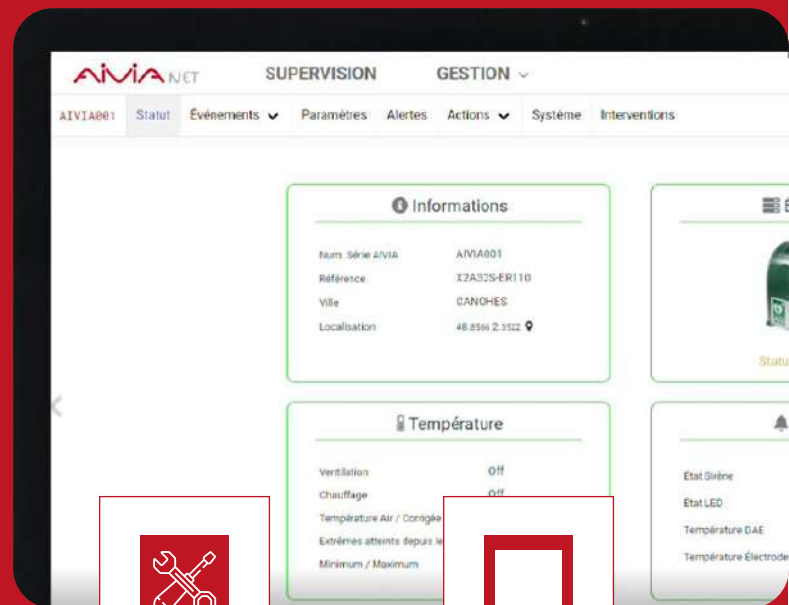 AIVIA NET SUPERVISION GESTION
AIVIA001 Statut Événements Paramètres Alertes Actions Système Interventions
Informations
Num. Série AIVIA AIVIA001
Référence X2A32S-ER110
Ville CANOHES
Localisation 48.8566 2.3522
Statu
Température
Ventilation Off
Chauffage Off
Température Air / Corrigée
Extrêmes atteints depuis le
Minimum / Maximum
État Sirène
État LED
Température DAE
Température Électrode